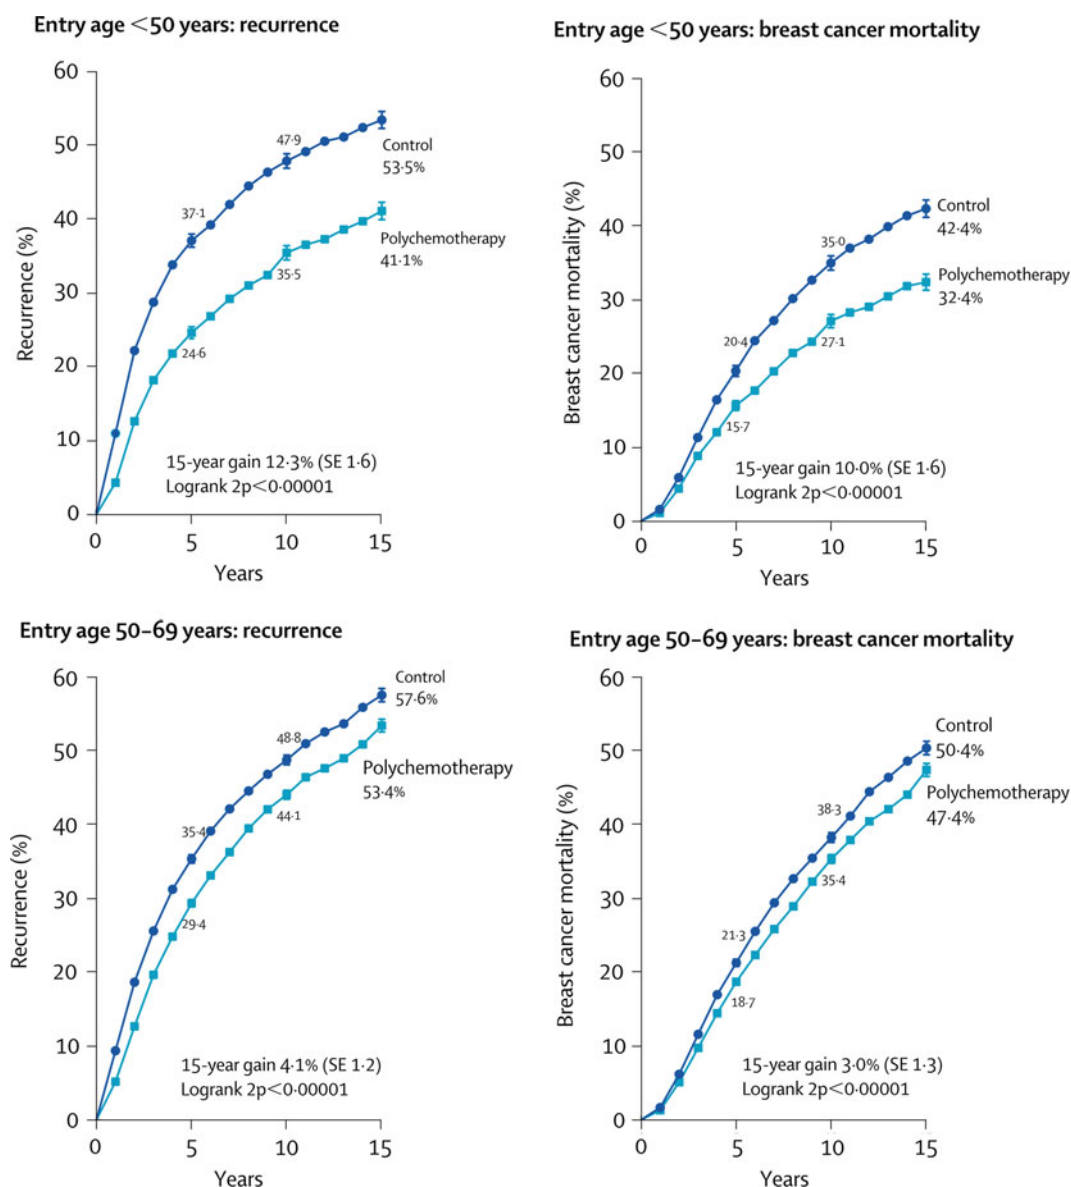 Entry age <50 years: recurrence
60
50
40
30
20
10
0
Recurrence (%)
47·9
37·1
Control
53·5%
Polychemotherapy
41·1%
35·5
24·6
15-year gain 12·3% (SE 1·6)
Logrank 2p<0·00001
0 5 10 15
Years
Entry age <50 years: breast cancer mortality
60
50
40
30
20
10
0
Breast cancer mortality (%)
35·0
20·4
Control
42·4%
Polychemotherapy
32·4%
27·1
15·7
15-year gain 10·0% (SE 1·6)
Logrank 2p<0·00001
0 5 10 15
Years
Entry age 50–69 years: recurrence
60
50
40
30
20
10
0
Recurrence (%)
Control
57·6%
48·8
35·4
Polychemotherapy
53·4%
44·1
29·4
15-year gain 4·1% (SE 1·2)
Logrank 2p<0·00001
0 5 10 15
Years
Entry age 50–69 years: breast cancer mortality
60
50
40
30
20
10
0
Breast cancer mortality (%)
Control
50·4%
Polychemotherapy
47·4%
38·3
35·4
21·3
18·7
15-year gain 3·0% (SE 1·3)
Logrank 2p<0·00001
0 5 10 15
Years